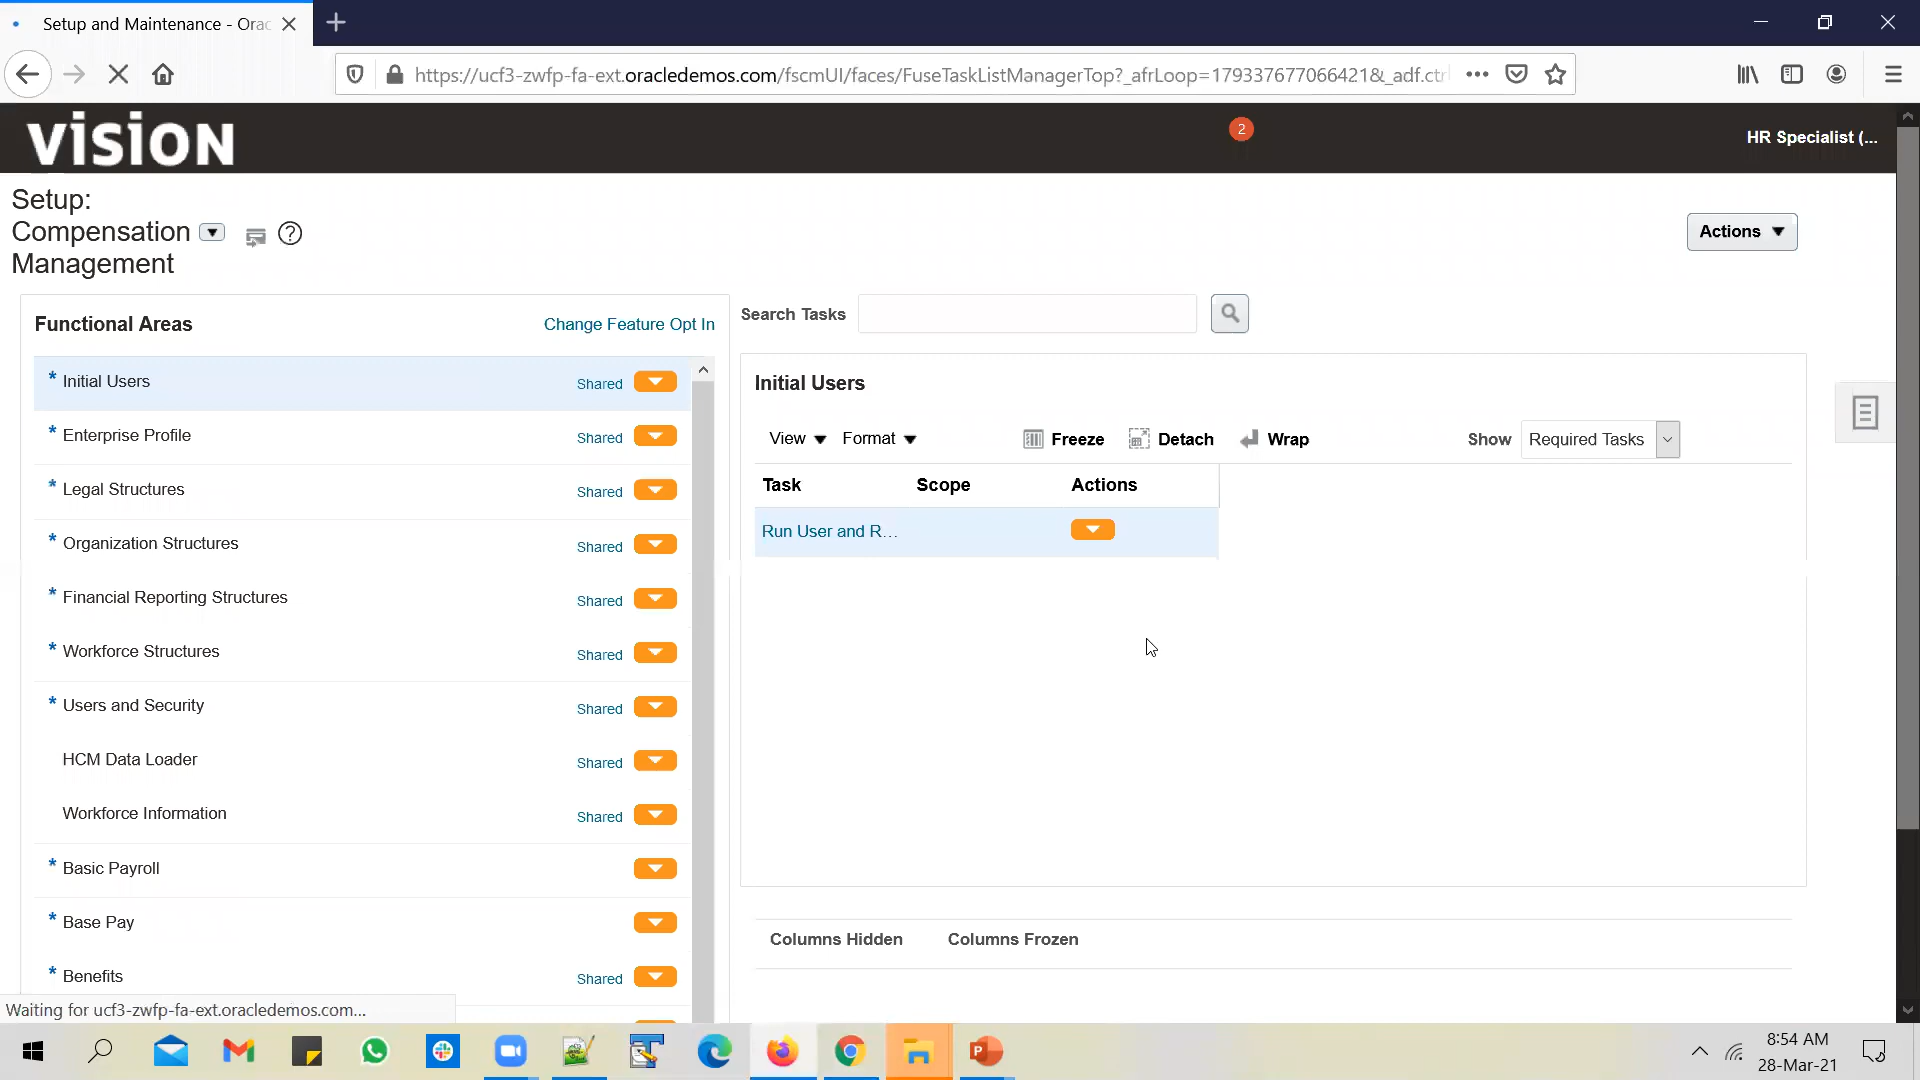 Setup and Maintenance - Orac
https://ucf3-zwfp-fa-ext.oracledemos.com/fscmUI/faces/FuseTaskListManagerTop?_afrLoop=17933767706642​1&_adf.ctr
vision
2
HR Specialist (...
Setup:
Compensation
Management
Actions
Functional Areas
Change Feature Opt In
Search Tasks
* Initial Users Shared
* Enterprise Profile Shared
* Legal Structures Shared
* Organization Structures Shared
* Financial Reporting Structures Shared
* Workforce Structures Shared
* Users and Security Shared
HCM Data Loader Shared
Workforce Information Shared
* Basic Payroll
* Base Pay
* Benefits Shared
Initial Users
View Format Freeze Detach Wrap Show Required Tasks
Task Scope Actions
Run User and R...
Columns Hidden Columns Frozen
Waiting for ucf3-zwfp-fa-ext.oracledemos.com...
8:54 AM
28-Mar-21